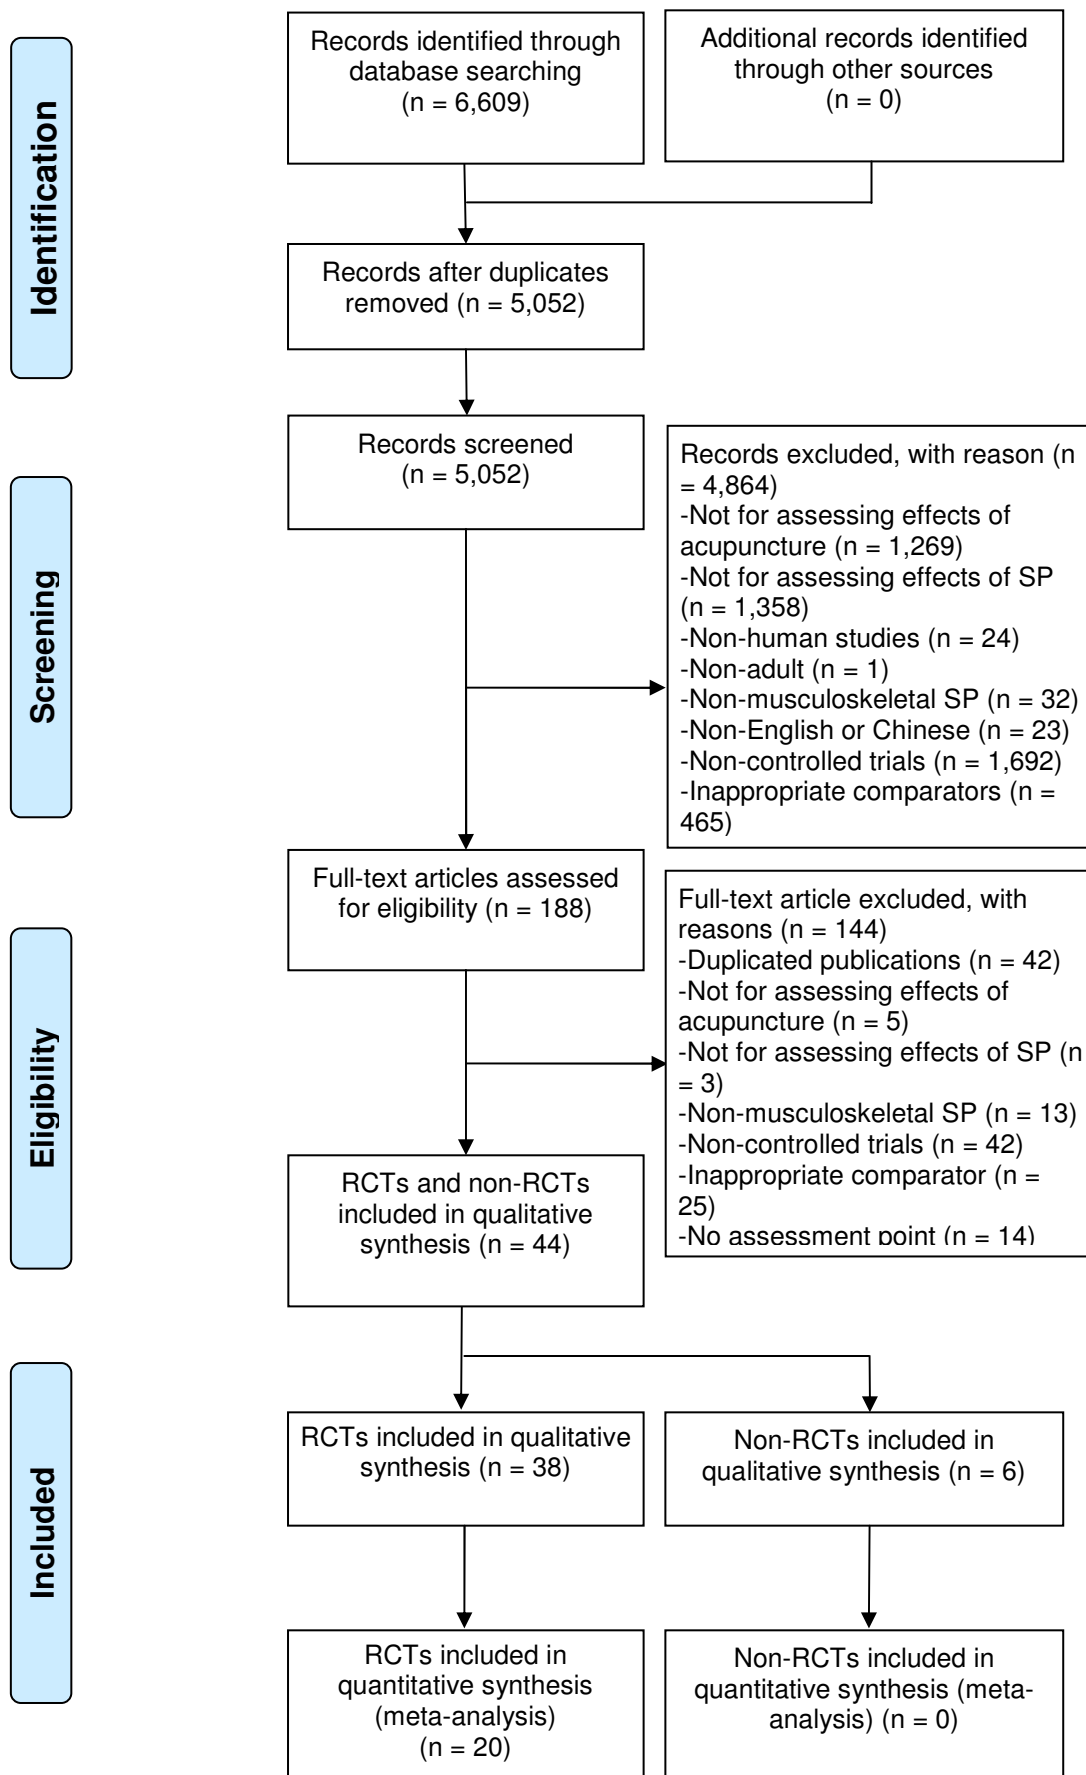 Identification
Records identified through
database searching
(n = 6,609)
Additional records identified
through other sources
(n = 0)
Records after duplicates
removed (n = 5,052)
Screening
Records screened
(n = 5,052)
Records excluded, with reason (n
= 4,864)
-Not for assessing effects of
acupuncture (n = 1,269)
-Not for assessing effects of SP
(n = 1,358)
-Non-human studies (n = 24)
-Non-adult (n = 1)
-Non-musculoskeletal SP (n = 32)
-Non-English or Chinese (n = 23)
-Non-controlled trials (n = 1,692)
-Inappropriate comparators (n =
465)
Eligibility
Full-text articles assessed
for eligibility (n = 188)
Full-text article excluded, with
reasons (n = 144)
-Duplicated publications (n = 42)
-Not for assessing effects of
acupuncture (n = 5)
-Not for assessing effects of SP (n
= 3)
-Non-musculoskeletal SP (n = 13)
-Non-controlled trials (n = 42)
-Inappropriate comparator (n =
25)
-No assessment point (n = 14)
RCTs and non-RCTs
included in qualitative
synthesis (n = 44)
Included
RCTs included in qualitative
synthesis (n = 38)
Non-RCTs included in
qualitative synthesis (n = 6)
RCTs included in
quantitative synthesis
(meta-analysis)
(n = 20)
Non-RCTs included in
quantitative synthesis (meta-
analysis) (n = 0)